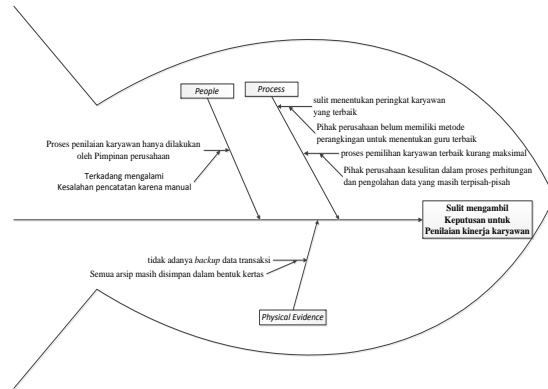 People
Process
sulit menentukan peringkat karyawan
yang terbaik
Pihak perusahaan belum memiliki metode
perangkingan untuk menentukan guru terbaik
proses pemilihan karyawan terbaik kurang maksimal
Pihak perusahaan kesulitan dalam proses perhitungan
dan pengolahan data yang masih terpisah-pisah
Proses penilaian karyawan hanya dilakukan
oleh Pimpinan perusahaan
Terkadang mengalami
Kesalahan pencatatan karena manual
Sulit mengambil
Keputusan untuk
Penilaian kinerja karyawan
tidak adanya backup data transaksi
Semua arsip masih disimpan dalam bentuk kertas
Physical Evidence